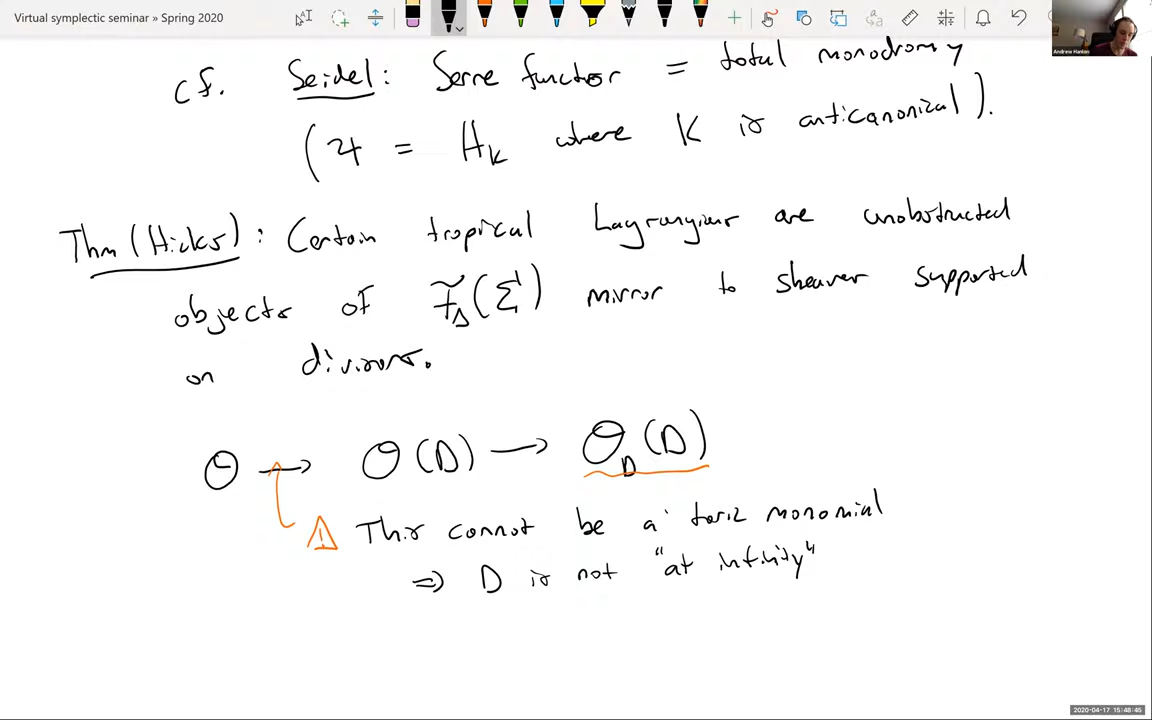 Virtual symplectic seminar » Spring 2020
Andrew Hanlon
cf. Seidel: Serre functor = total monodromy
(Ψ = H_K where K is anticanonical).
Thm (Hicks): Certain tropical Lagrangians are unobstructed
objects of F̃_Δ(Σ) mirror to sheaves supported
on divisors.
O → O(D) → O_D(D)
⚠ This cannot be a toric monomial
⇒ D is not "at infinity"
2020-04-17 15:48:45